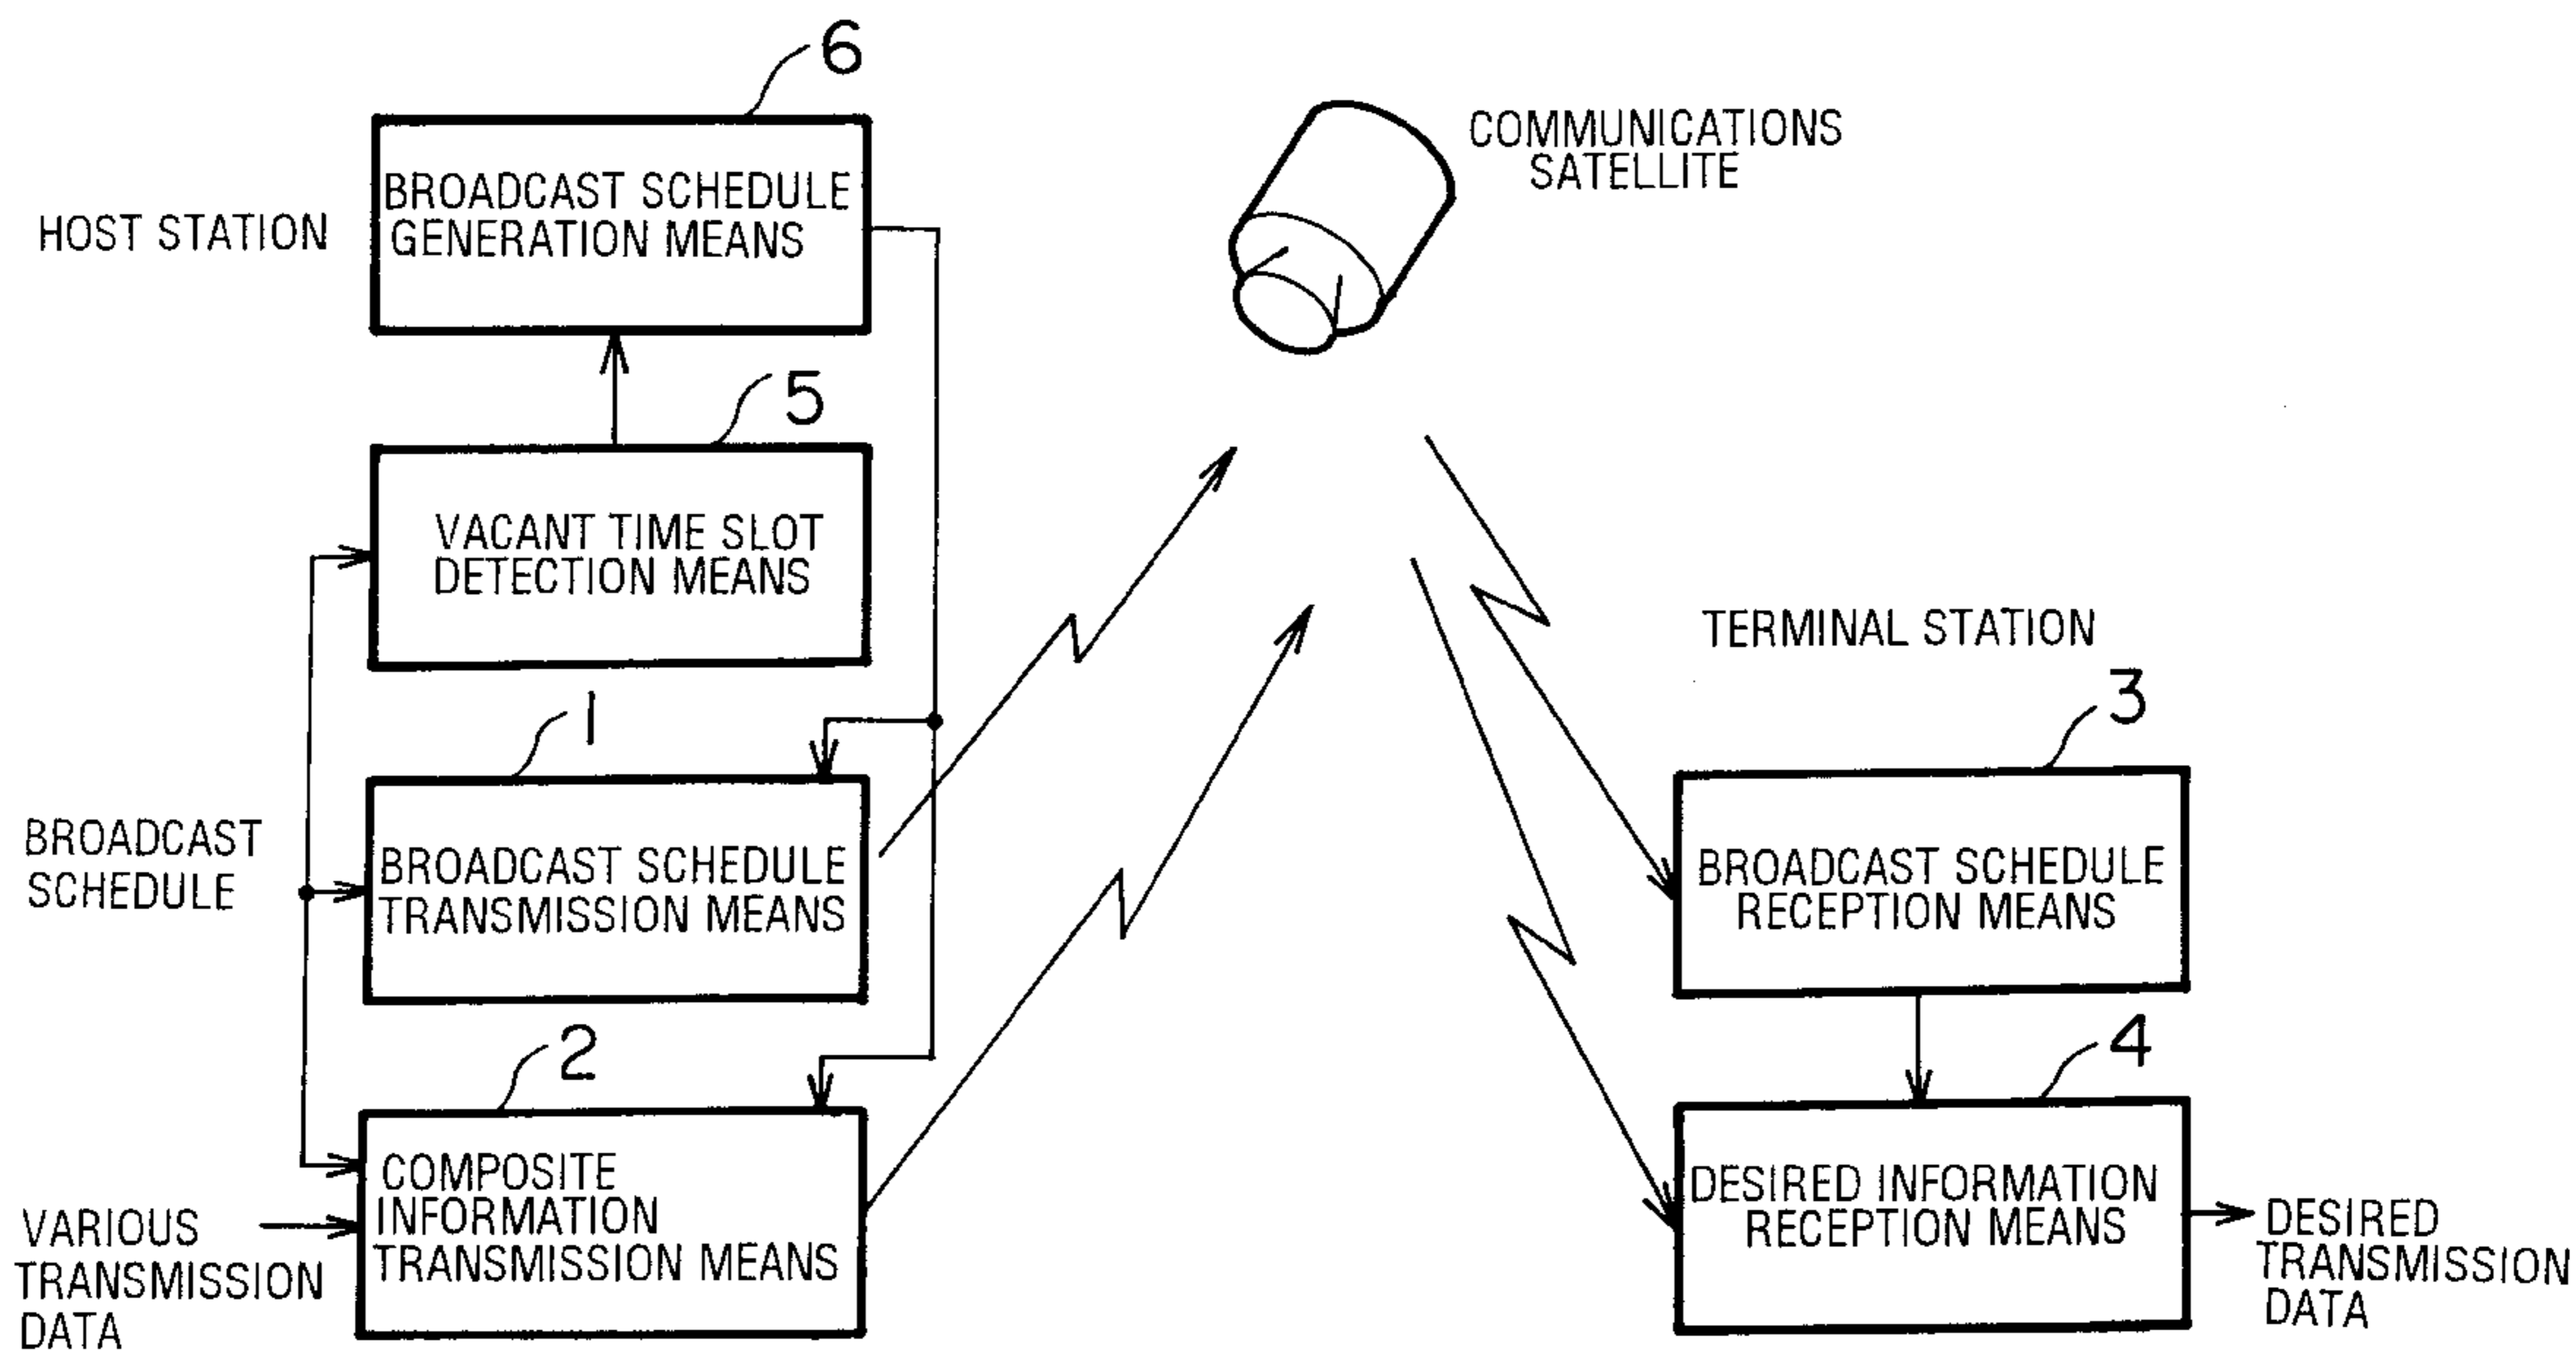 6
COMMUNICATIONS
SATELLITE
HOST STATION
BROADCAST SCHEDULE
GENERATION MEANS
5
VACANT TIME SLOT
DETECTION MEANS
TERMINAL STATION
1
3
BROADCAST
SCHEDULE
BROADCAST SCHEDULE
TRANSMISSION MEANS
BROADCAST SCHEDULE
RECEPTION MEANS
2
4
COMPOSITE
INFORMATION
TRANSMISSION MEANS
VARIOUS
TRANSMISSION
DATA
DESIRED INFORMATION
RECEPTION MEANS
DESIRED
TRANSMISSION
DATA